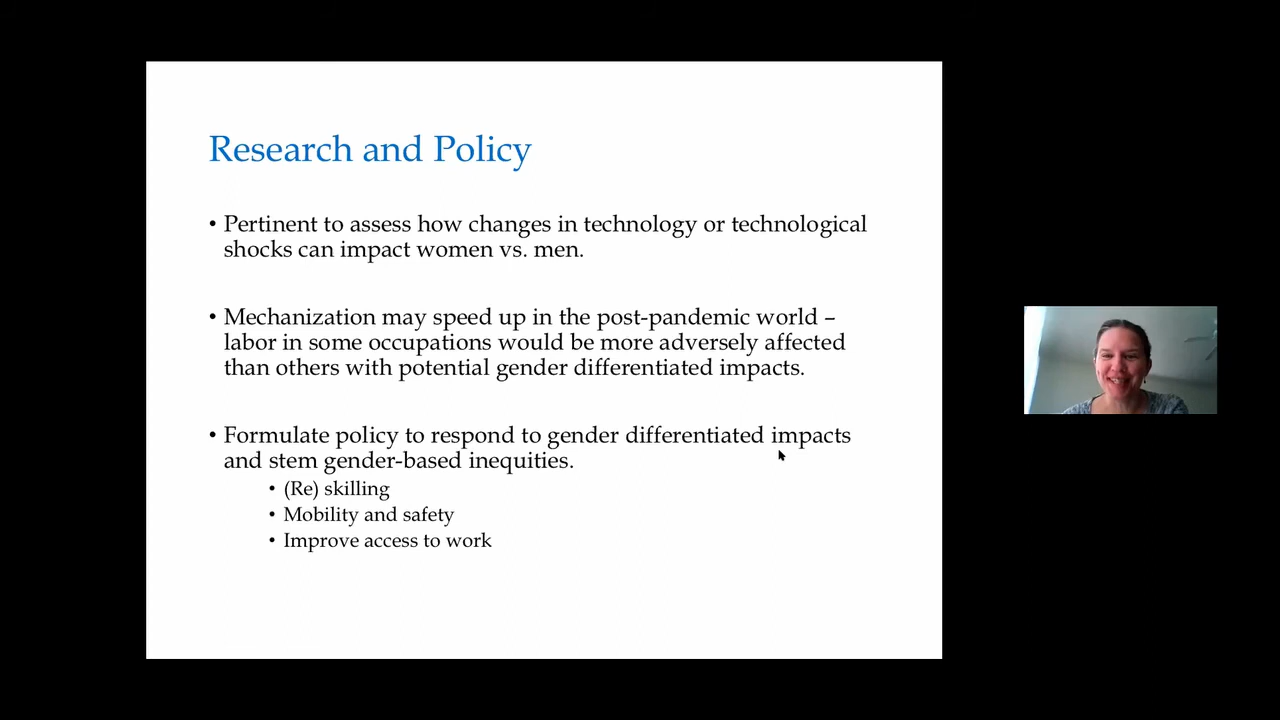 Research and Policy
• Pertinent to assess how changes in technology or technological
shocks can impact women vs. men.
• Mechanization may speed up in the post-pandemic world –
labor in some occupations would be more adversely affected
than others with potential gender differentiated impacts.
• Formulate policy to respond to gender differentiated impacts
and stem gender-based inequities.
• (Re) skilling
• Mobility and safety
• Improve access to work